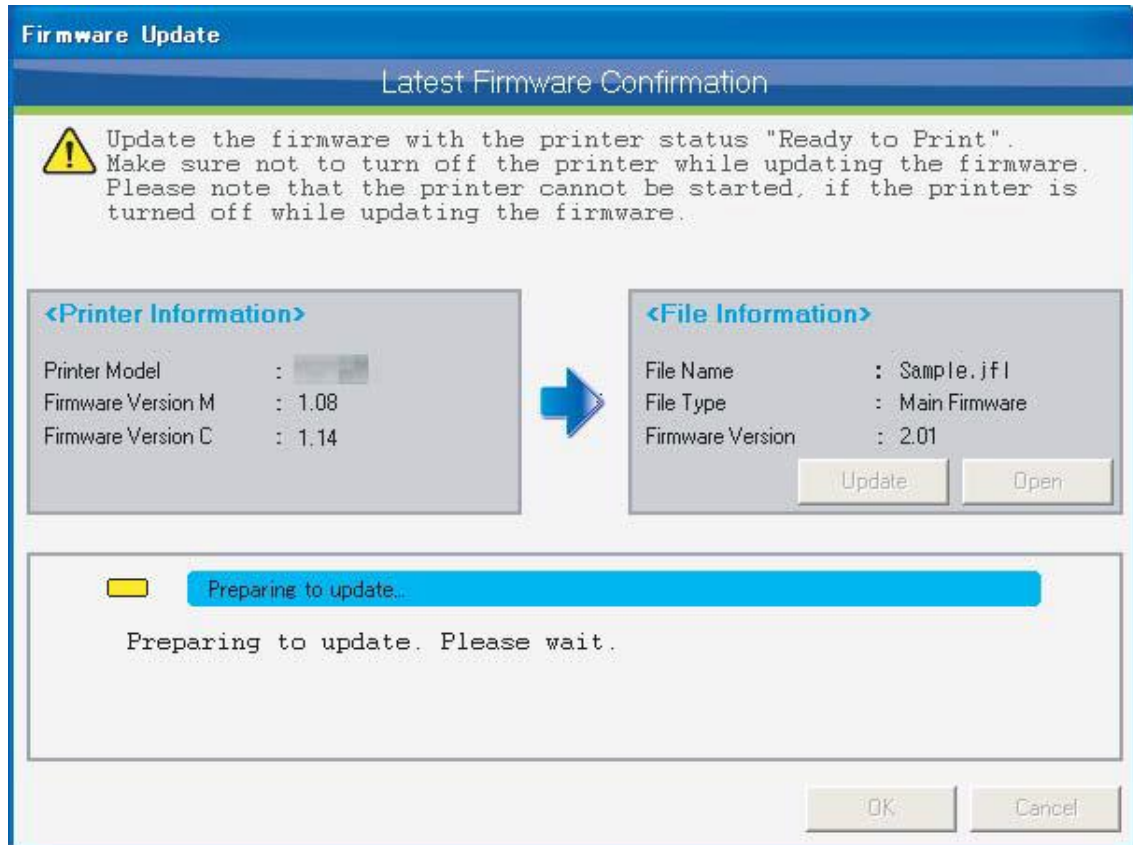 Firmware Update
Latest Firmware Confirmation
Update the firmware with the printer status "Ready to Print".
Make sure not to turn off the printer while updating the firmware.
Please note that the printer cannot be started, if the printer is
turned off while updating the firmware.
<Printer Information>
Printer Model :
Firmware Version M : 1.08
Firmware Version C : 1.14
<File Information>
File Name : Sample.jfl
File Type : Main Firmware
Firmware Version : 2.01
Update Open
Preparing to update...
Preparing to update. Please wait.
OK Cancel